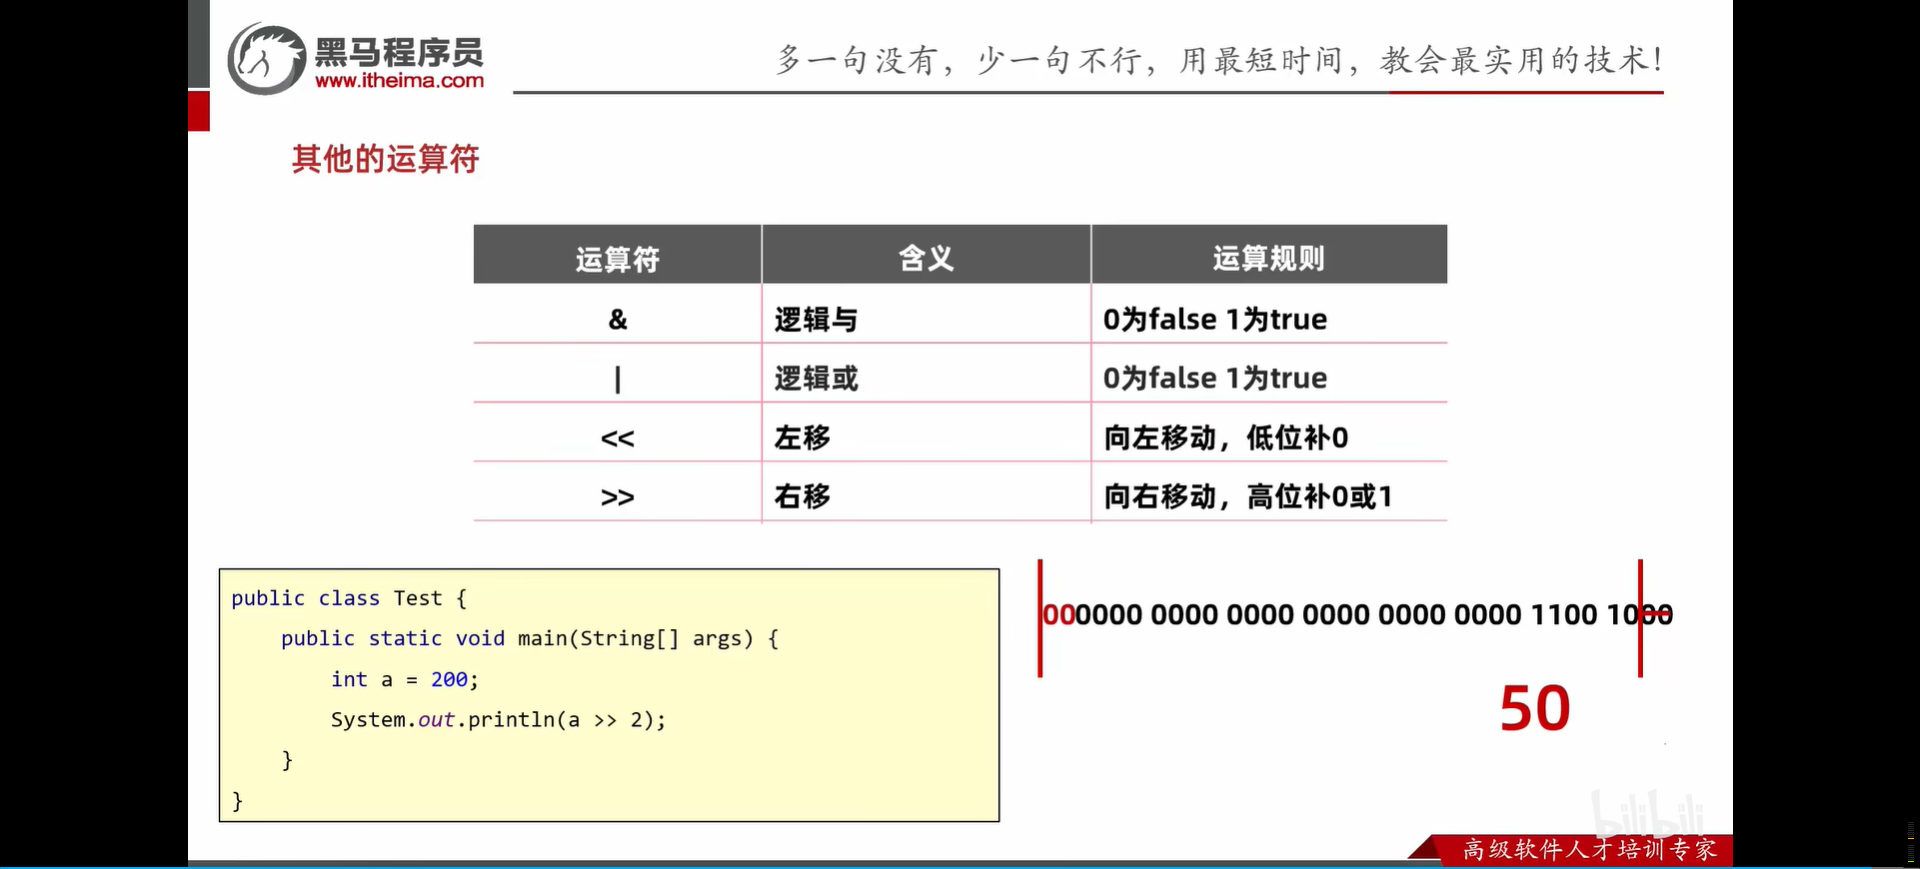 黑马程序员
www.itheima.com
多一句没有，少一句不行，用最短时间，教会最实用的技术！
其他的运算符
运算符 含义 运算规则
& 逻辑与 0为false 1为true
| 逻辑或 0为false 1为true
<< 左移 向左移动，低位补0
>> 右移 向右移动，高位补0或1
public class Test {
public static void main(String[] args) {
int a = 200;
System.out.println(a >> 2);
}
}
000000 0000 0000 0000 0000 0000 1100 1000
50
bilibili
高级软件人才培训专家